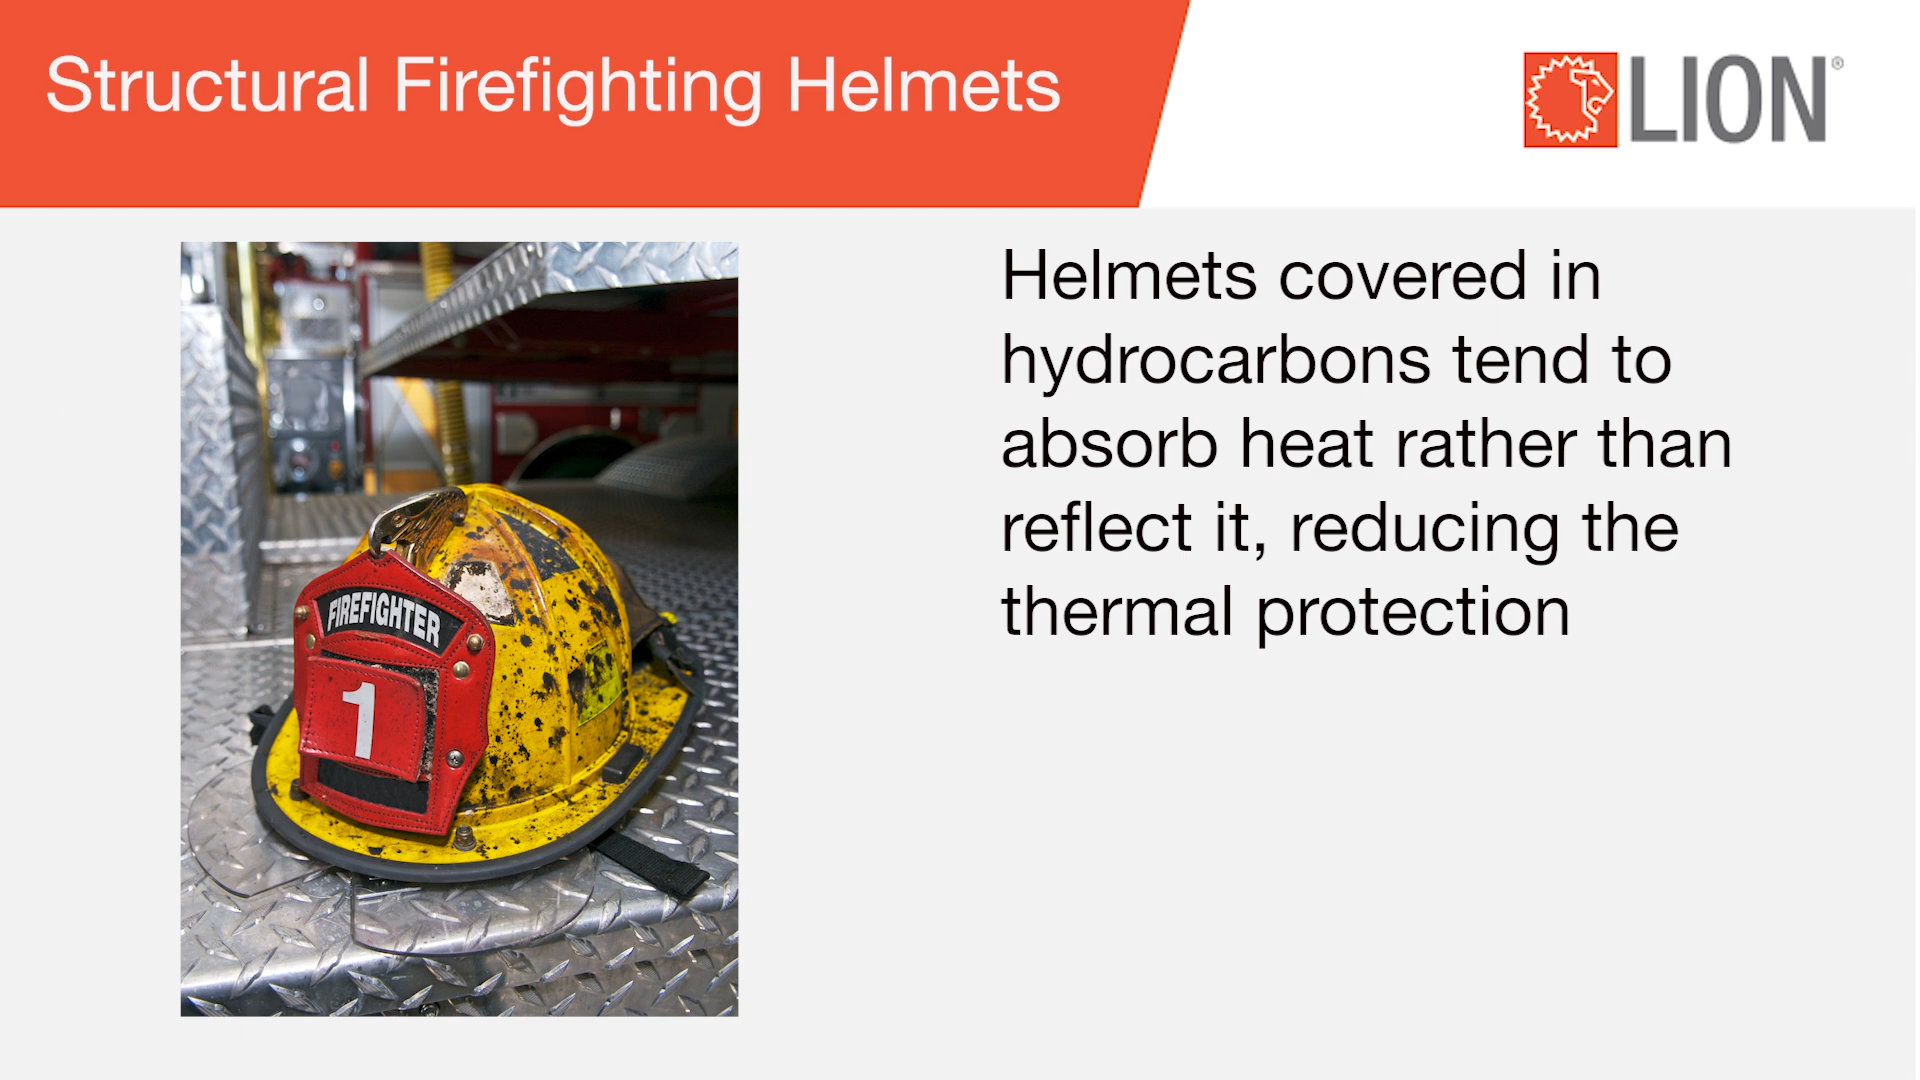 Structural Firefighting Helmets
LION®
Helmets covered in
hydrocarbons tend to
absorb heat rather than
reflect it, reducing the
thermal protection
FIREFIGHTER
1